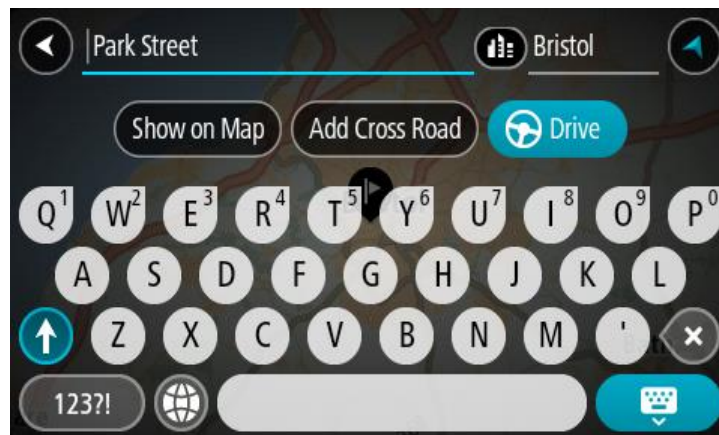 Park Street Bristol
Show on Map Add Cross Road Drive
Q1 W2 E3 R4 T5 Y6 U7 I8 O9 P0
A S D F G H J K L
Z X C V B N M '
123?!